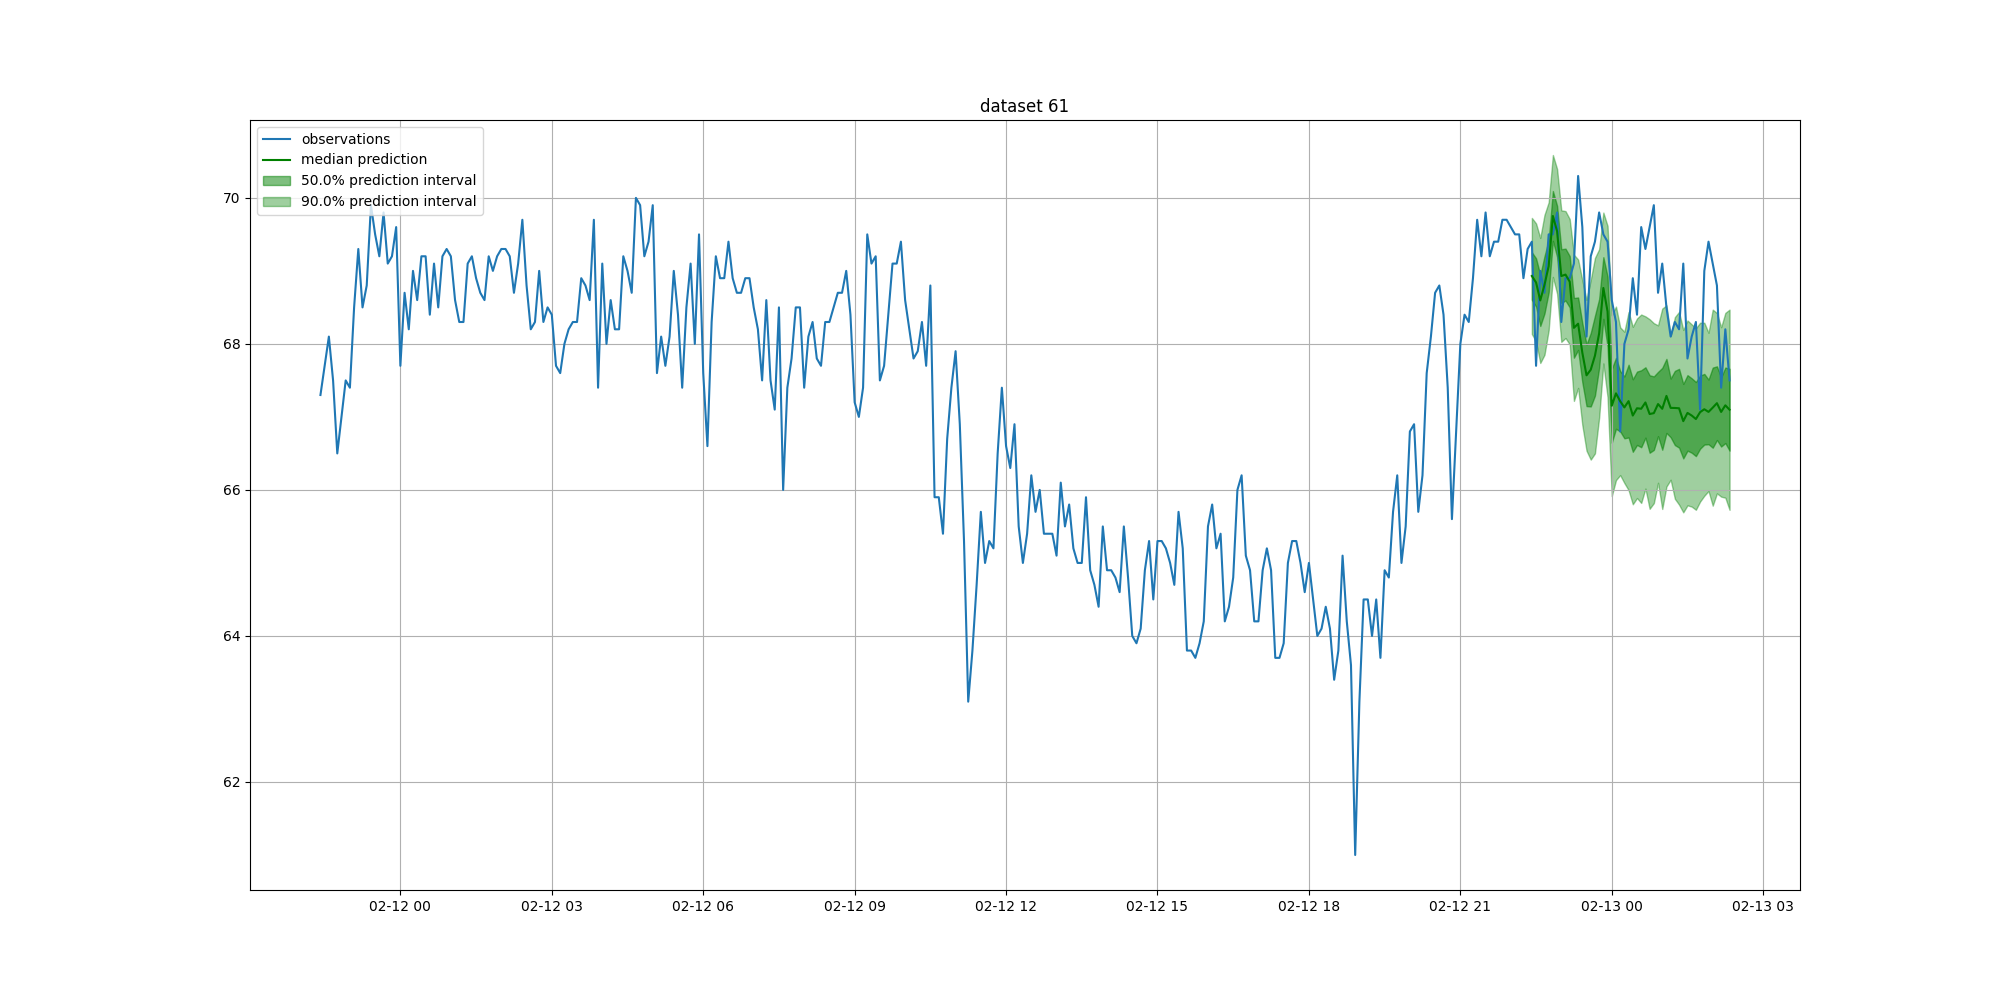 dataset 61
observations
median prediction
50.0% prediction interval
90.0% prediction interval
70
68
66
64
62
02-12 00 02-12 03 02-12 06 02-12 09 02-12 12 02-12 15 02-12 18 02-12 21 02-13 00 02-13 03